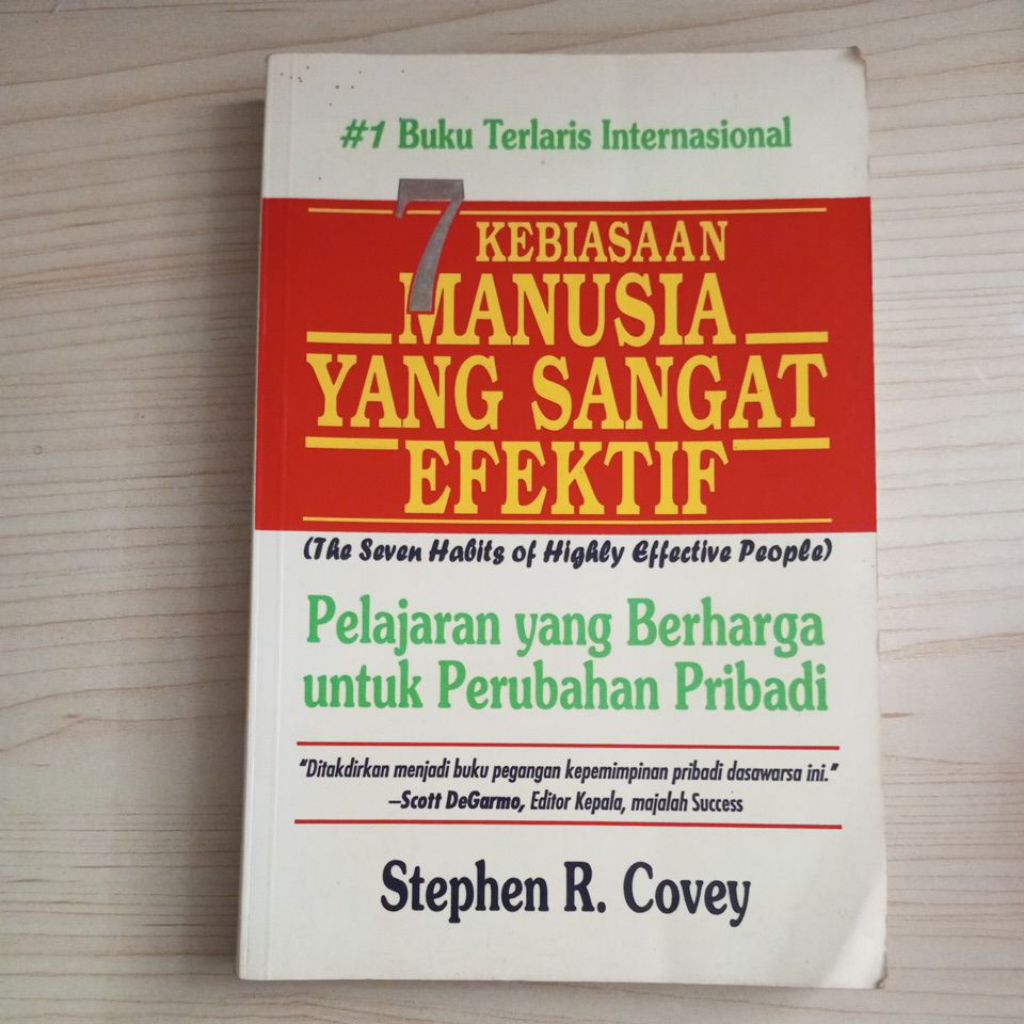 #1 Buku Terlaris Internasional
7 KEBIASAAN
MANUSIA
YANG SANGAT
EFEKTIF
(The Seven Habits of Highly Effective People)
Pelajaran yang Berharga
untuk Perubahan Pribadi
"Ditakdirkan menjadi buku pegangan kepemimpinan pribadi dasawarsa ini."
—Scott DeGarmo, Editor Kepala, majalah Success
Stephen R. Covey